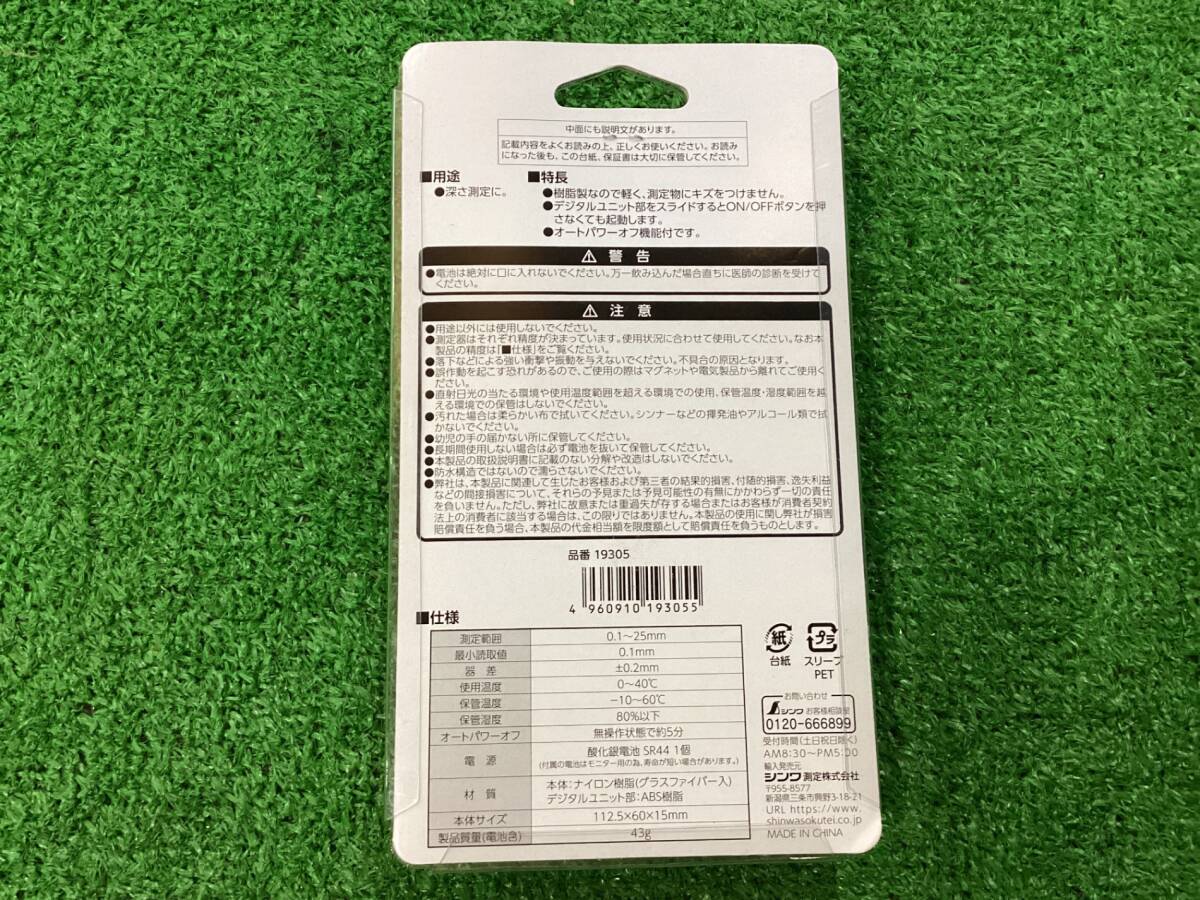 中面にも説明文があります。
記載内容をよくお読みの上、正しくお使いください。お読み
になった後も、この台紙、保証書は大切に保管してください。
■用途
●深さ測定に。
■特長
●樹脂製なので軽く、測定物にキズをつけません。
●デジタルユニット部をスライドするとON/OFFボタンを押
さなくても起動します。
●オートパワーオフ機能付です。
⚠ 警告
●電池は絶対に口に入れないでください。万一飲み込んだ場合直ちに医師の診断を受けて
ください。
⚠ 注意
●用途以外には使用しないでください。
●測定器はそれぞれ精度が決まっています。使用状況に合わせて使用してください。なお本
製品の精度は「■仕様」をご覧ください。
●落下などによる強い衝撃や振動を与えないでください。不具合の原因となります。
●誤作動を起こす恐れがあるので、ご使用の際はマグネットや電気製品から離れてご使用く
ださい。
●直射日光の当たる環境や使用温度範囲を超える環境での使用、保管温度・湿度範囲を越
える環境での保管はしないでください。
●汚れた場合は柔らかい布で拭いてください。シンナーなどの揮発油やアルコール類で拭
かないでください。
●幼児の手の届かない所に保管してください。
●長期間使用しない場合は必ず電池を抜いて保管してください。
●本製品の取扱説明書に記載のない分解や改造はしないでください。
●防水構造ではないので濡らさないでください。
●弊社は、本製品に関連して生じたお客様および第三者の結果的損害、付随的損害、逸失利益
などの間接損害について、それらの予見または予見可能性の有無にかかわらず一切の責任
を負いません。ただし、弊社に故意または重過失が存する場合またはお客様が消費者契約
法上の消費者に該当する場合は、この限りではありません。本製品の使用に関し弊社が損害
賠償責任を負う場合、本製品の代金相当額を限度額として賠償責任を負うものとします。
品番 19305
4 960910 193055
■仕様
測定範囲 0.1～25mm
最小読取値 0.1mm
器差 ±0.2mm
使用温度 0～40℃
保管温度 −10～60℃
保管湿度 80%以下
オートパワーオフ 無操作状態で約5分
電源 酸化銀電池 SR44 1個
(付属の電池はモニター用の為、寿命が短い場合があります。)
材質 本体：ナイロン樹脂(グラスファイバー入)
デジタルユニット部：ABS樹脂
本体サイズ 112.5×60×15mm
製品質量(電池含) 43g
紙 プラ
台紙 スリーブ
PET
お問い合わせ
シンワ お客様相談室
0120-666899
受付時間(土日祝日除く)
AM8:30～PM5:00
輸入発売元
シンワ測定株式会社
〒955-8577
新潟県三条市興野3-18-21
URL https://www.
shinwasokutei.co.jp
MADE IN CHINA